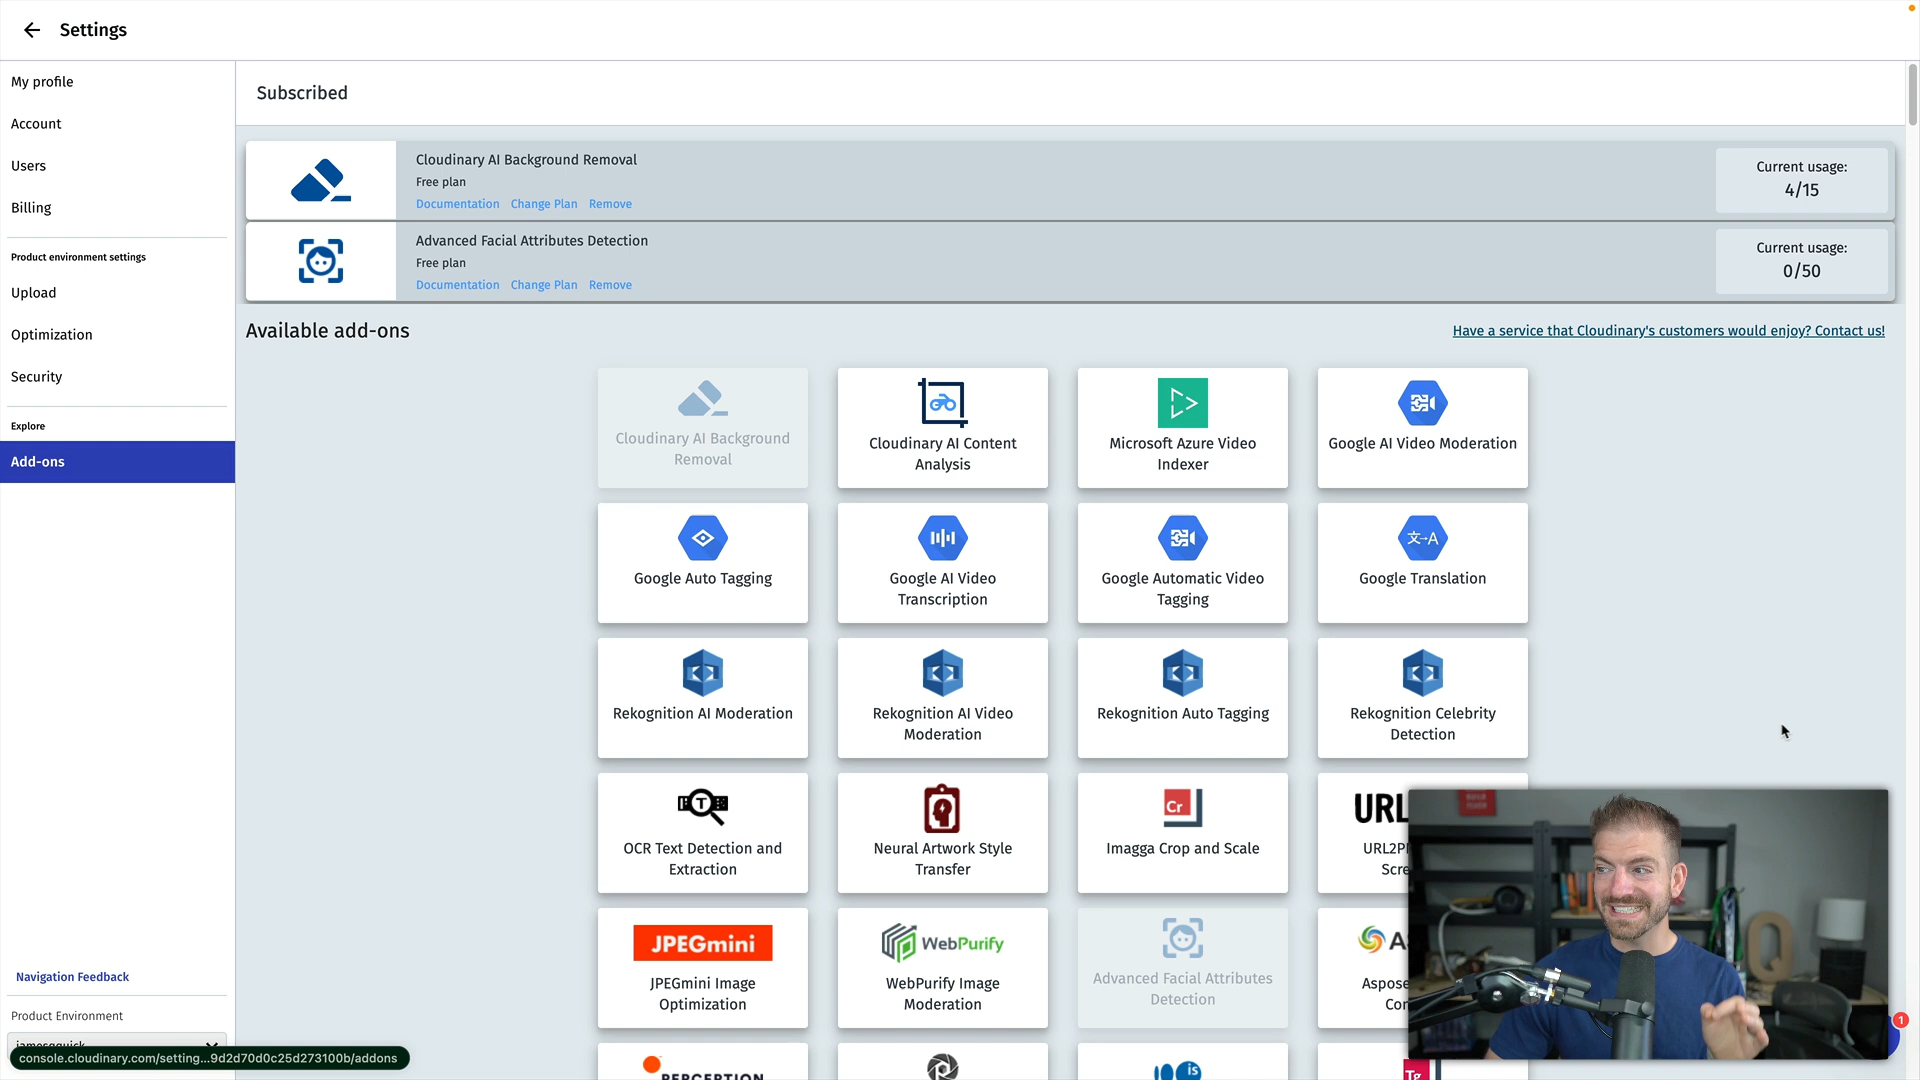 Settings
My profile
Account
Users
Billing
Product environment settings
Upload
Optimization
Security
Explore
Add-ons
Navigation Feedback
Product Environment
console.cloudinary.com/setting...9d2d70d0c25d273100b/addons
Subscribed
Cloudinary AI Background Removal
Free plan
Documentation Change Plan Remove
Current usage:
4/15
Advanced Facial Attributes Detection
Free plan
Documentation Change Plan Remove
Current usage:
0/50
Available add-ons
Have a service that Cloudinary's customers would enjoy? Contact us!
Cloudinary AI Background
Removal
Cloudinary AI Content
Analysis
Microsoft Azure Video
Indexer
Google AI Video Moderation
Google Auto Tagging
Google AI Video
Transcription
Google Automatic Video
Tagging
文→A
Google Translation
Rekognition AI Moderation
Rekognition AI Video
Moderation
Rekognition Auto Tagging
Rekognition Celebrity
Detection
T
OCR Text Detection and
Extraction
Neural Artwork Style
Transfer
Cr
Imagga Crop and Scale
URL
JPEGmini
JPEGmini Image
Optimization
WebPurify
WebPurify Image
Moderation
Advanced Facial Attributes
Detection
Aspose
PERCEPTION
is
Tg
Q
1